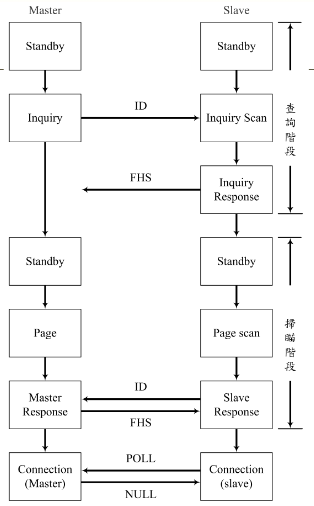 Master
Slave
Standby
Standby
Inquiry
ID
Inquiry Scan
查詢階段
FHS
Inquiry
Response
Standby
Standby
Page
Page scan
掃瞄階段
Master
Response
ID
FHS
Slave
Response
Connection
(Master)
POLL
NULL
Connection
(slave)